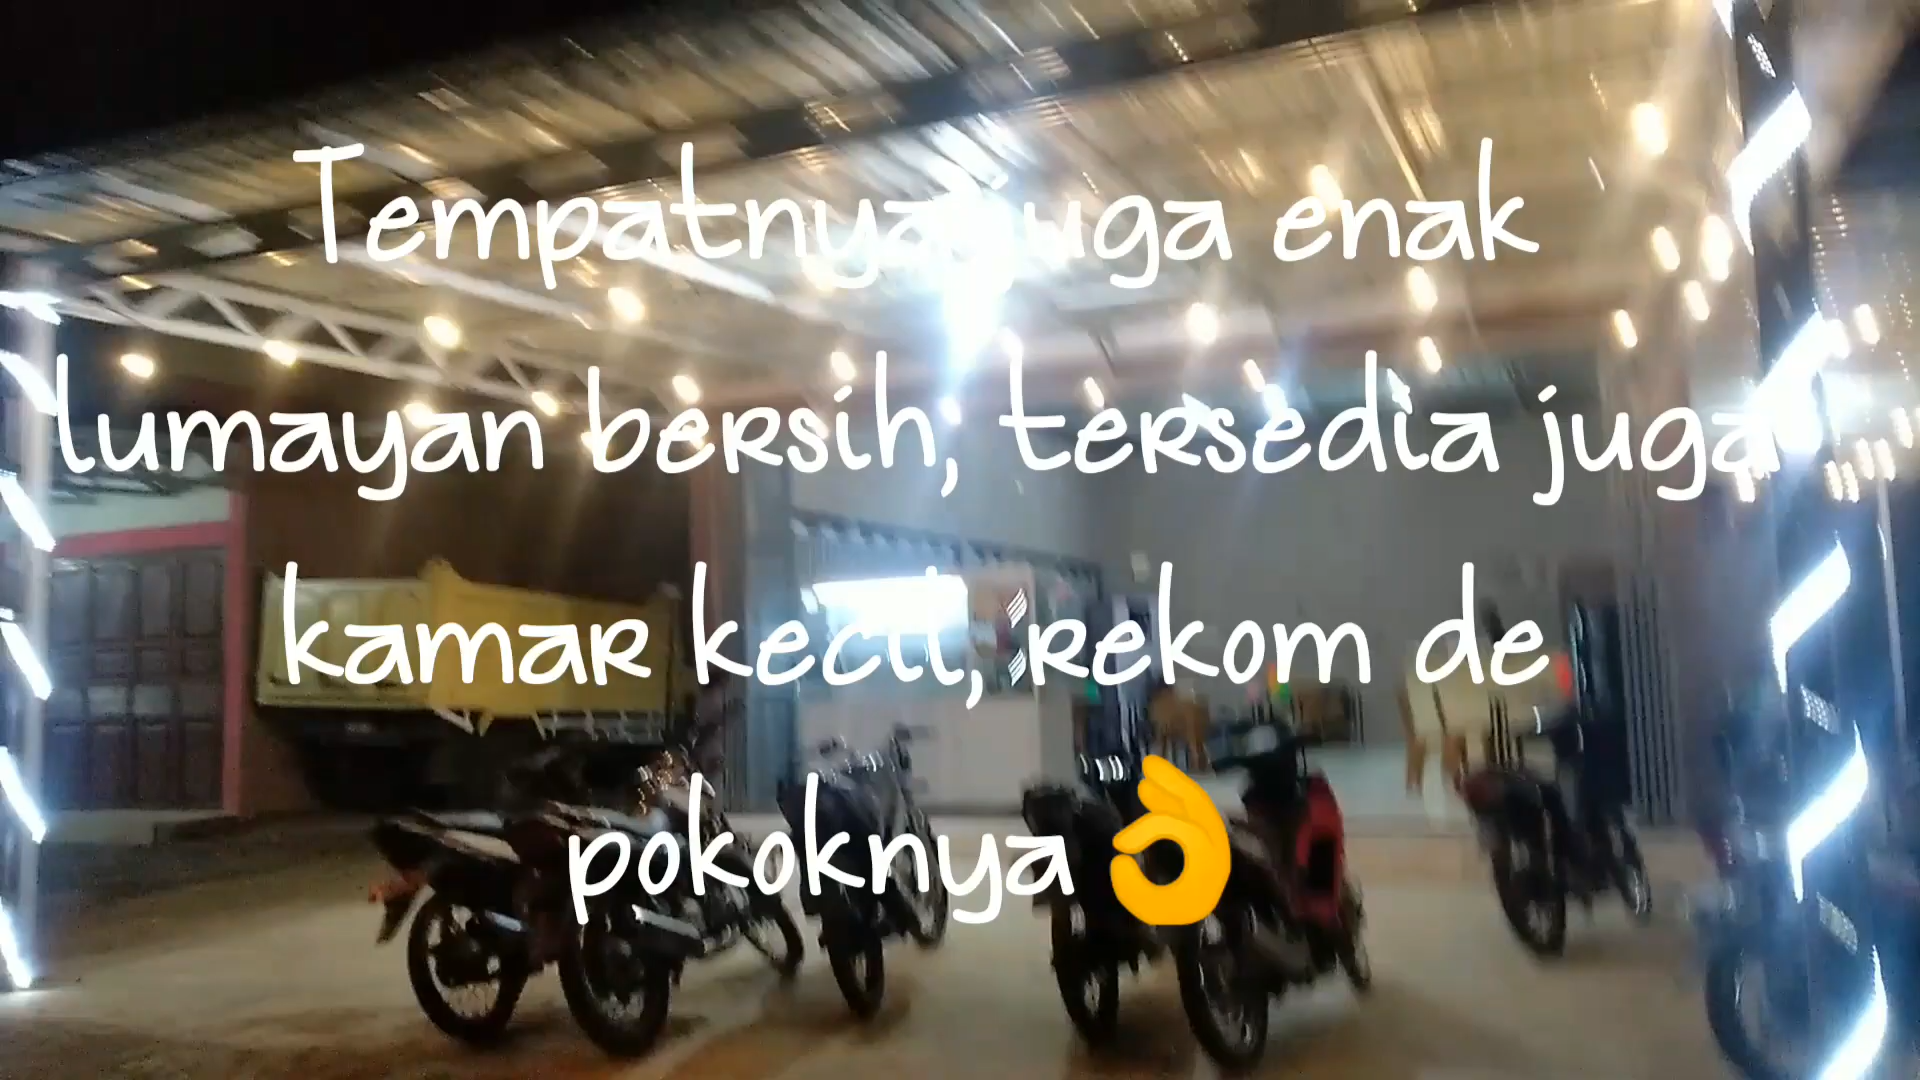 Tempatnya juga enak
lumayan bersih, tersedia juga
kamar kecil, rekom de
pokoknya👌